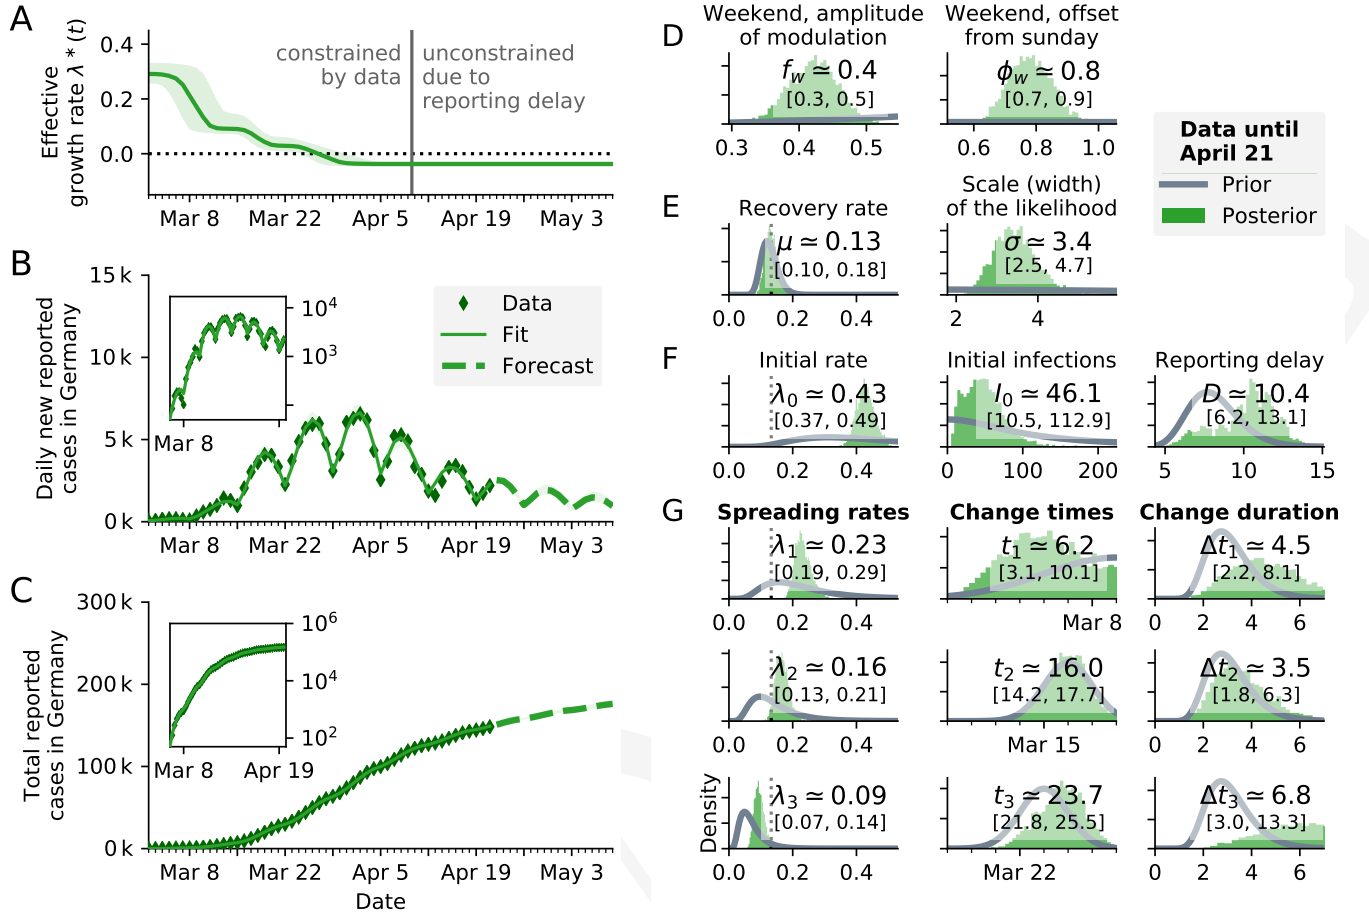 A
Effective
growth rate λ * (t)
0.4
0.2
0.0
constrained
by data
unconstrained
due to
reporting delay
Mar 8
Mar 22
Apr 5
Apr 19
May 3
B
Daily new reported
cases in Germany
15 k
10 k
5 k
0 k
10⁴
10³
Mar 8
Data
Fit
Forecast
Mar 8
Mar 22
Apr 5
Apr 19
May 3
C
Total reported
cases in Germany
300 k
200 k
100 k
0 k
10⁶
10⁴
10²
Mar 8
Apr 19
Mar 8
Mar 22
Apr 5
Apr 19
May 3
Date
D
Weekend, amplitude
of modulation
f_w ≃ 0.4
[0.3, 0.5]
0.3
0.4
0.5
Weekend, offset
from sunday
ϕ_w ≃ 0.8
[0.7, 0.9]
0.6
0.8
1.0
Data until
April 21
Prior
Posterior
E
Recovery rate
μ ≃ 0.13
[0.10, 0.18]
0.0
0.2
0.4
Scale (width)
of the likelihood
σ ≃ 3.4
[2.5, 4.7]
2
4
F
Initial rate
λ₀ ≃ 0.43
[0.37, 0.49]
0.0
0.2
0.4
Initial infections
I₀ ≃ 46.1
[10.5, 112.9]
0
100
200
Reporting delay
D ≃ 10.4
[6.2, 13.1]
5
10
15
G
Spreading rates
Change times
Change duration
λ₁ ≃ 0.23
[0.19, 0.29]
0.0
0.2
0.4
t₁ ≃ 6.2
[3.1, 10.1]
Mar 8
Δt₁ ≃ 4.5
[2.2, 8.1]
0
2
4
6
λ₂ ≃ 0.16
[0.13, 0.21]
0.0
0.2
0.4
t₂ ≃ 16.0
[14.2, 17.7]
Mar 15
Δt₂ ≃ 3.5
[1.8, 6.3]
0
2
4
6
Density
λ₃ ≃ 0.09
[0.07, 0.14]
0.0
0.2
0.4
t₃ ≃ 23.7
[21.8, 25.5]
Mar 22
Δt₃ ≃ 6.8
[3.0, 13.3]
0
2
4
6